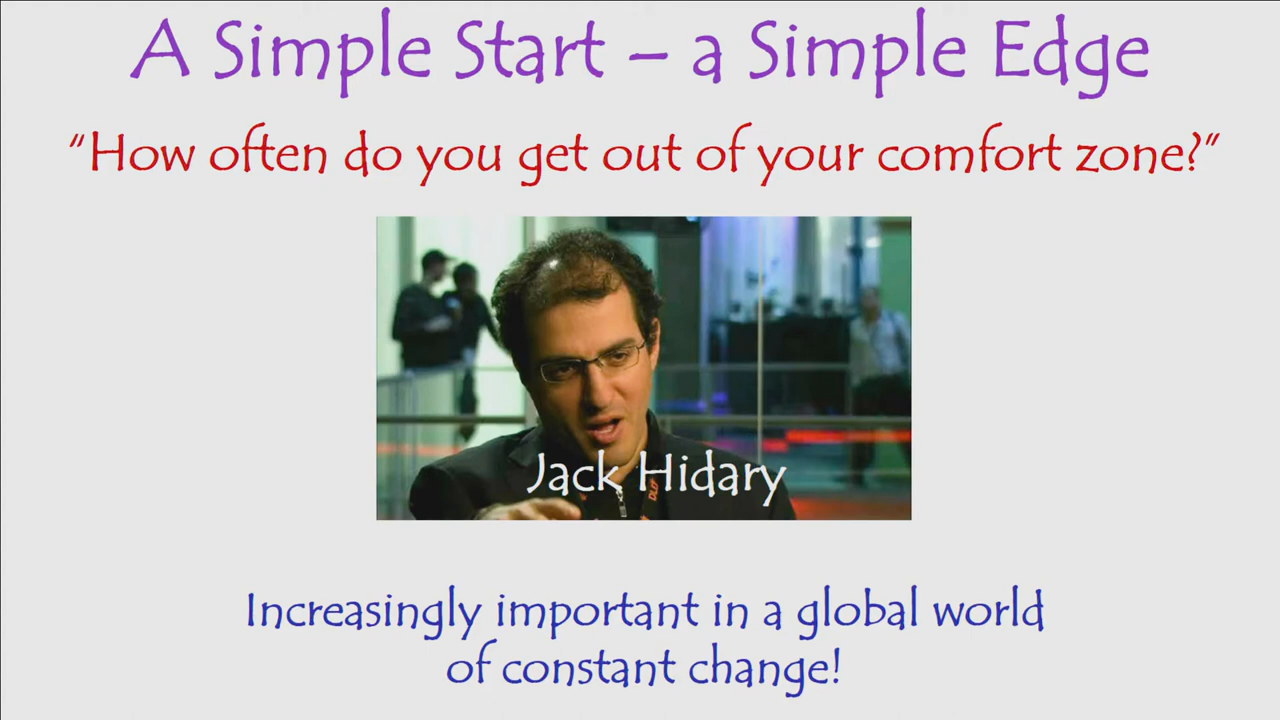 A Simple Start – a Simple Edge
"How often do you get out of your comfort zone?"
Jack Hidary
DLD
Increasingly important in a global world
of constant change!